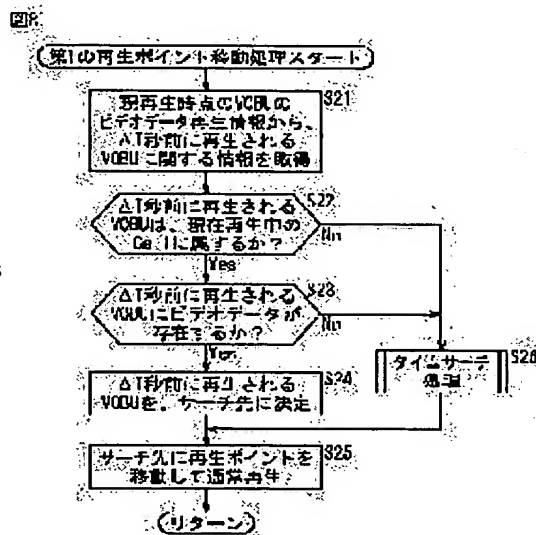 図8
第1の再生ポイント移動処理スタート
現再生時点のVOBUの
ビデオデータ再生情報から、
ΔT秒前に再生される
VOBUに関する情報を取得
S21
ΔT秒前に再生される
VOBUは、現在再生中の
Cellに属するか?
S22
No
Yes
ΔT秒前に再生される
VOBUにビデオデータが
存在するか?
S23
No
Yes
ΔT秒前に再生される
VOBUを、サーチ先に決定
S24
タイムサーチ
処理
S26
サーチ先に再生ポイントを
移動して通常再生
S25
リターン